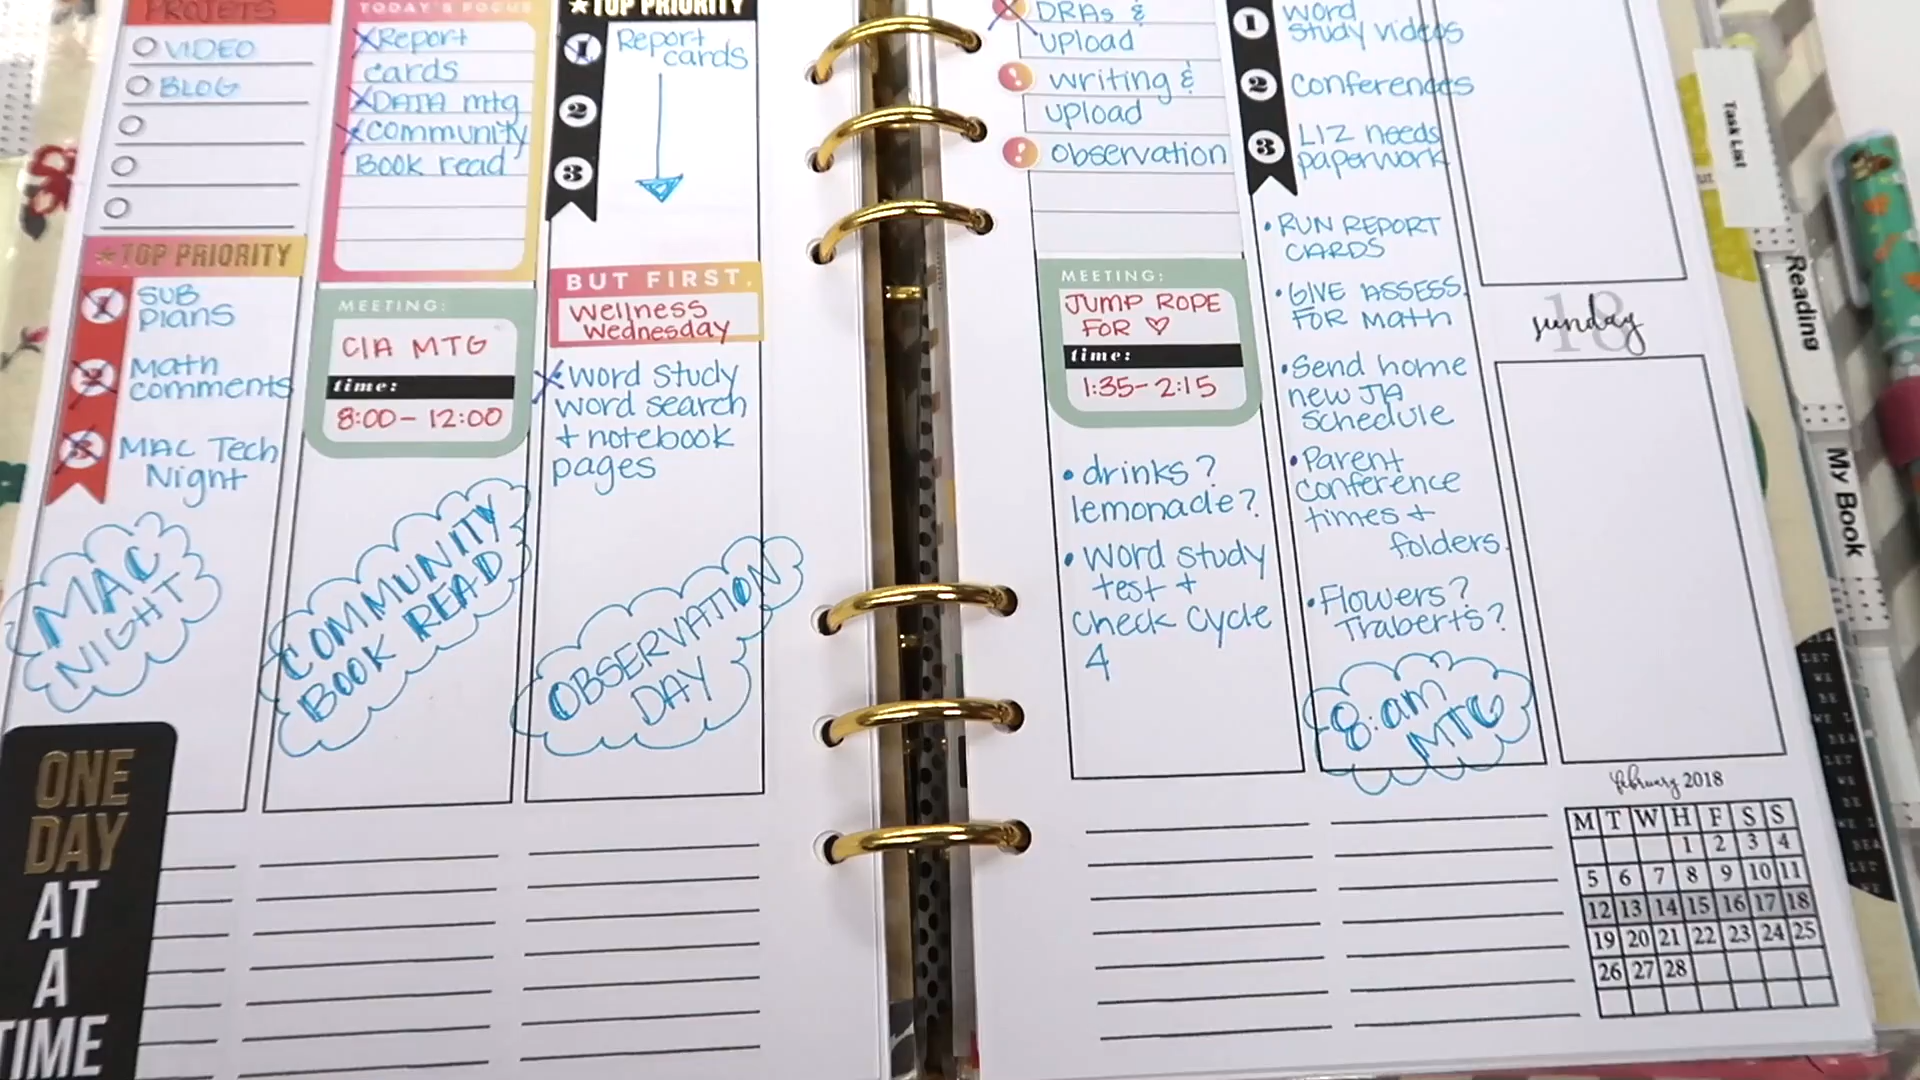 PROJETS
VIDEO
BLOG
★TOP PRIORITY
SUB
plans
Math
comments
MAC Tech
Night
MAC
NIGHT
ONE
DAY
AT
A
TIME
TODAY'S FOCUS
Report
cards
DATA mtg
Community
BOOK read
MEETING:
CIA MTG
time:
8:00 - 12:00
COMMUNITY
BOOK READ
★TOP PRIORITY
1
Report
cards
2
3
BUT FIRST,
Wellness
Wednesday
Word Study
word search
+ notebook
pages
OBSERVATION
DAY
DRAs &
upload
writing &
upload
observation
MEETING:
JUMP ROPE
FOR ♡
time:
1:35 - 2:15
• drinks?
lemonade?
• Word Study
test +
Check Cycle
4
1
word
study videos
2
Conferences
3
LIZ needs
paperwork
• RUN REPORT
CARDS
• GIVE ASSESS.
FOR Math
• Send home
new JA
schedule
• Parent
conference
times +
folders.
• Flowers?
Traberts?
8:am
MTG
18
sunday
february 2018
M T W H F S S
1 2 3 4
5 6 7 8 9 10 11
12 13 14 15 16 17 18
19 20 21 22 23 24 25
26 27 28
Task List
Reading
My Book